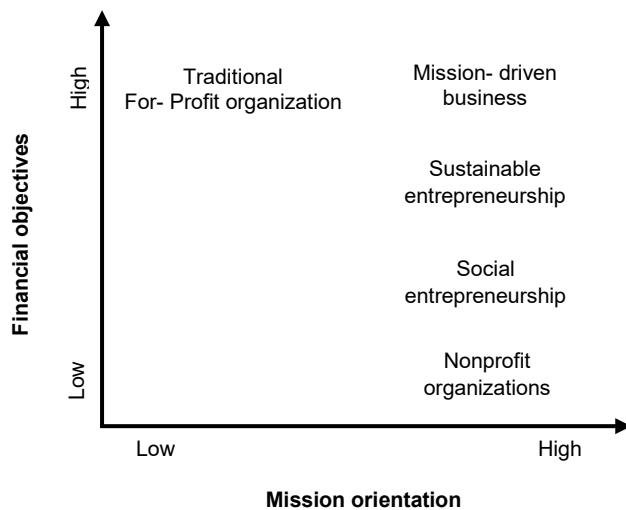 High
Financial objectives
Low
Traditional
For- Profit organization
Mission- driven
business
Sustainable
entrepreneurship
Social
entrepreneurship
Nonprofit
organizations
Low
High
Mission orientation